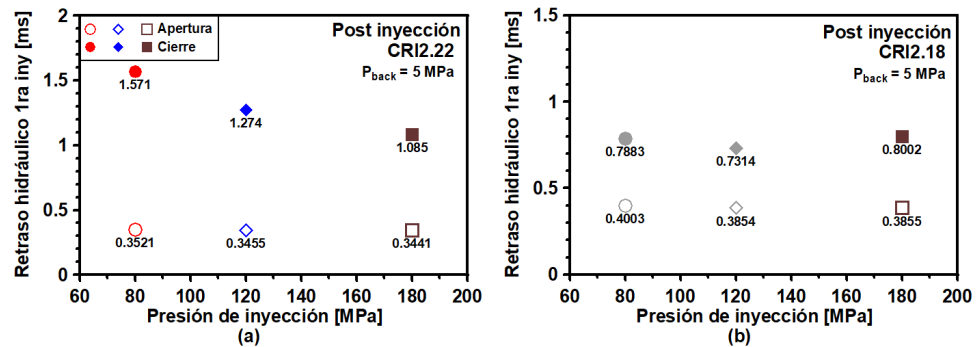 Retraso hidráulico 1ra iny [ms]
2
1.5
1
0.5
0
Apertura
Cierre
Post inyección
CRI2.22
Pback = 5 MPa
1.571
1.274
1.085
0.3521
0.3455
0.3441
60 80 100 120 140 160 180 200
Presión de inyección [MPa]
(a)
Retraso hidráulico 1ra iny [ms]
1.5
1
0.5
0
Post inyección
CRI2.18
Pback = 5 MPa
0.7883
0.7314
0.8002
0.4003
0.3854
0.3855
60 80 100 120 140 160 180 200
Presión de inyección [MPa]
(b)